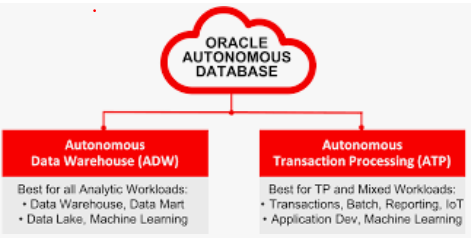 ORACLE
AUTONOMOUS
DATABASE
Autonomous
Data Warehouse (ADW)
Best for all Analytic Workloads:
• Data Warehouse, Data Mart
• Data Lake, Machine Learning
Autonomous
Transaction Processing (ATP)
Best for TP and Mixed Workloads:
• Transactions, Batch, Reporting, IoT
• Application Dev, Machine Learning